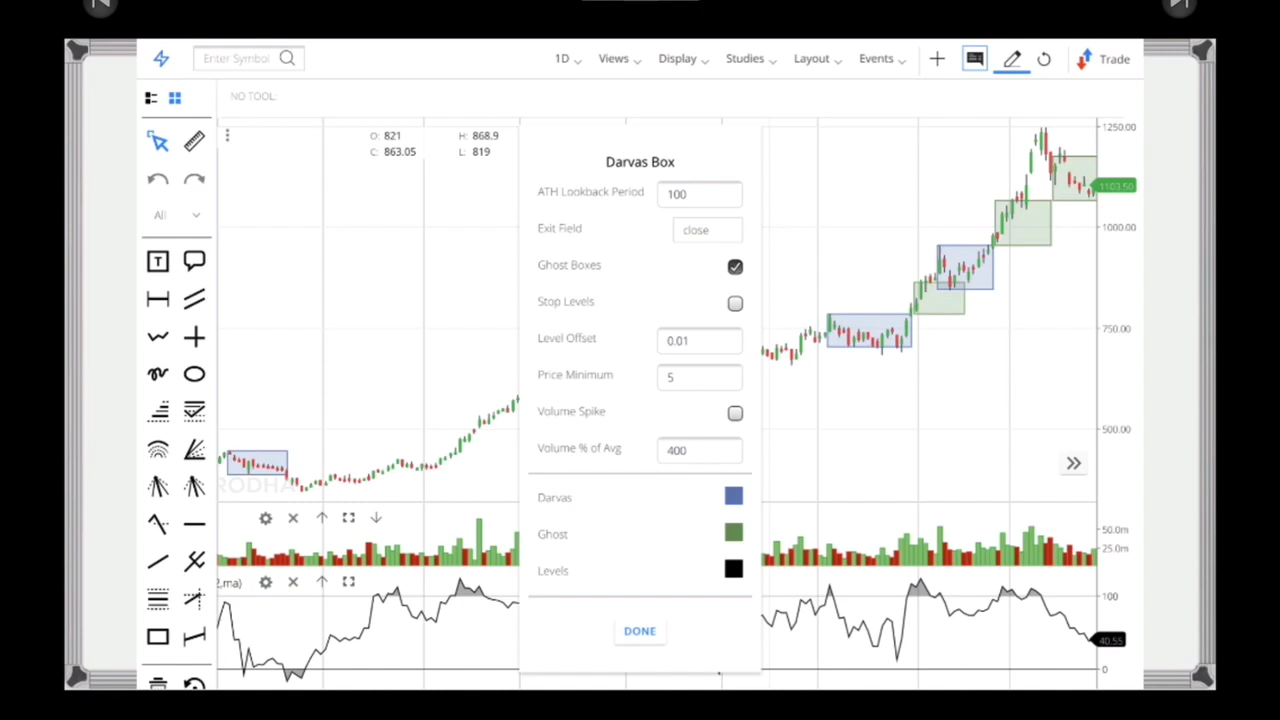 Enter Symbol
1D Views Display Studies Layout Events Trade
NO TOOL:
All
T
O: 821 H: 868.9
C: 863.05 L: 819
Darvas Box
ATH Lookback Period 100
Exit Field close
Ghost Boxes
Stop Levels
Level Offset 0.01
Price Minimum 5
Volume Spike
Volume % of Avg 400
Darvas
Ghost
Levels
DONE
1250.00
1103.50
1000.00
750.00
500.00
RODHA
50.0m
25.0m
2,ma)
100
40.55
0